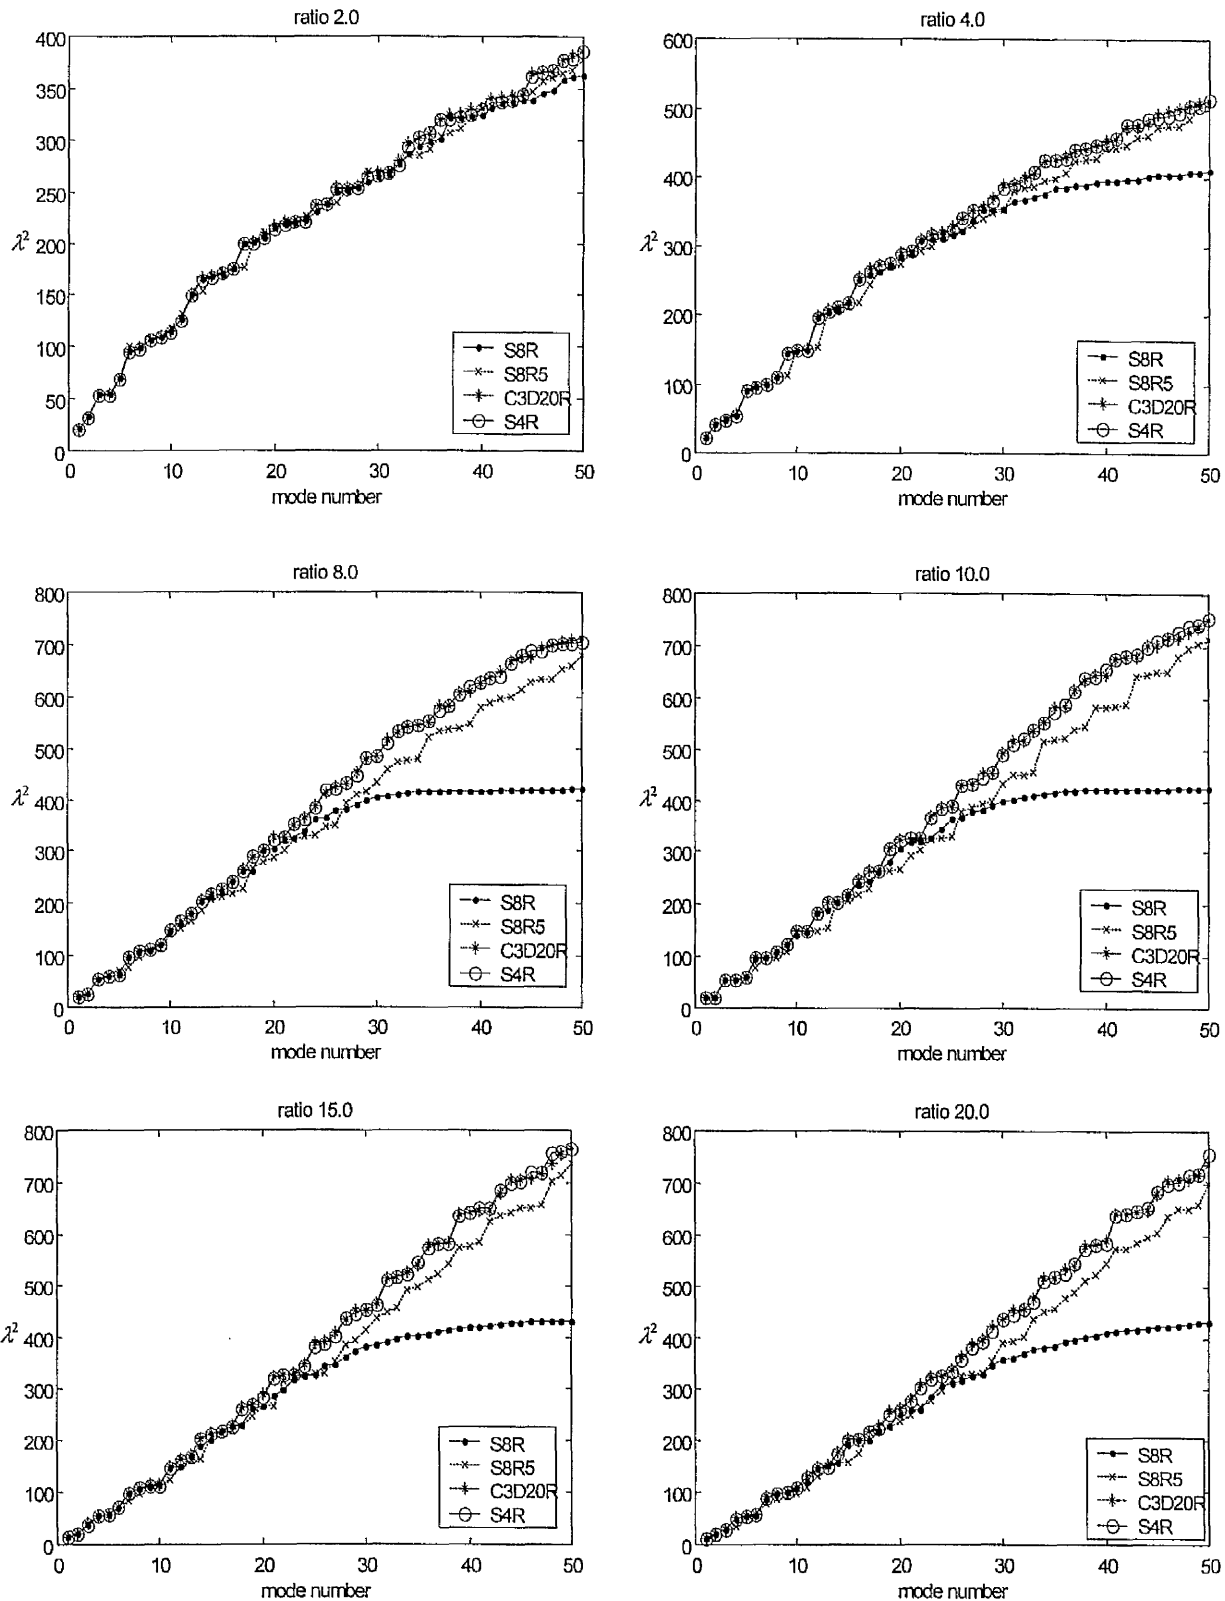 ratio 2.0
400
350
300
250
λ²
200
150
100
50
0
0 10 20 30 40 50
mode number
S8R
S8R5
C3D20R
S4R
ratio 4.0
600
500
400
300
λ²
200
100
0
0 10 20 30 40 50
mode number
S8R
S8R5
C3D20R
S4R
ratio 8.0
800
700
600
500
400
λ²
300
200
100
0
0 10 20 30 40 50
mode number
S8R
S8R5
C3D20R
S4R
ratio 10.0
800
700
600
500
400
λ²
300
200
100
0
0 10 20 30 40 50
mode number
S8R
S8R5
C3D20R
S4R
ratio 15.0
800
700
600
500
400
λ²
300
200
100
0
0 10 20 30 40 50
mode number
S8R
S8R5
C3D20R
S4R
ratio 20.0
800
700
600
500
400
λ²
300
200
100
0
0 10 20 30 40 50
mode number
S8R
S8R5
C3D20R
S4R